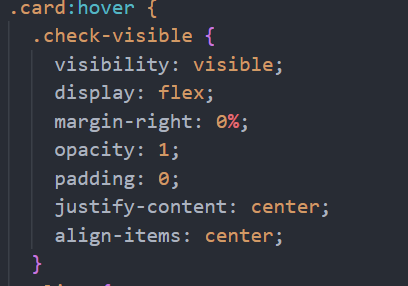 .card:hover {
.check-visible {
visibility: visible;
display: flex;
margin-right: 0%;
opacity: 1;
padding: 0;
justify-content: center;
align-items: center;
}